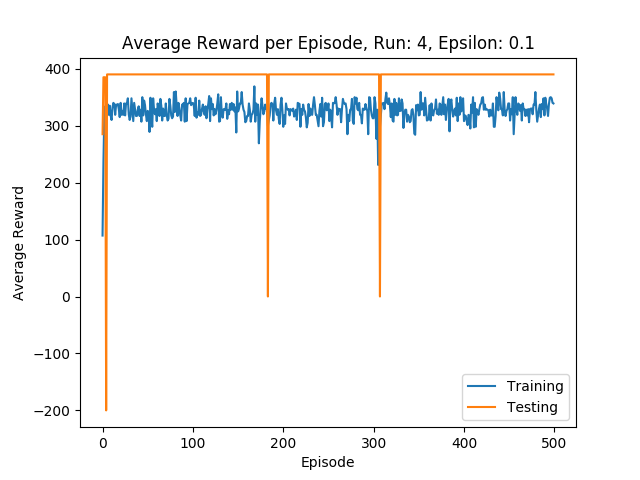 Average Reward per Episode, Run: 4, Epsilon: 0.1
Average Reward
400
300
200
100
0
−100
−200
0
100
200
300
400
500
Episode
Training
Testing